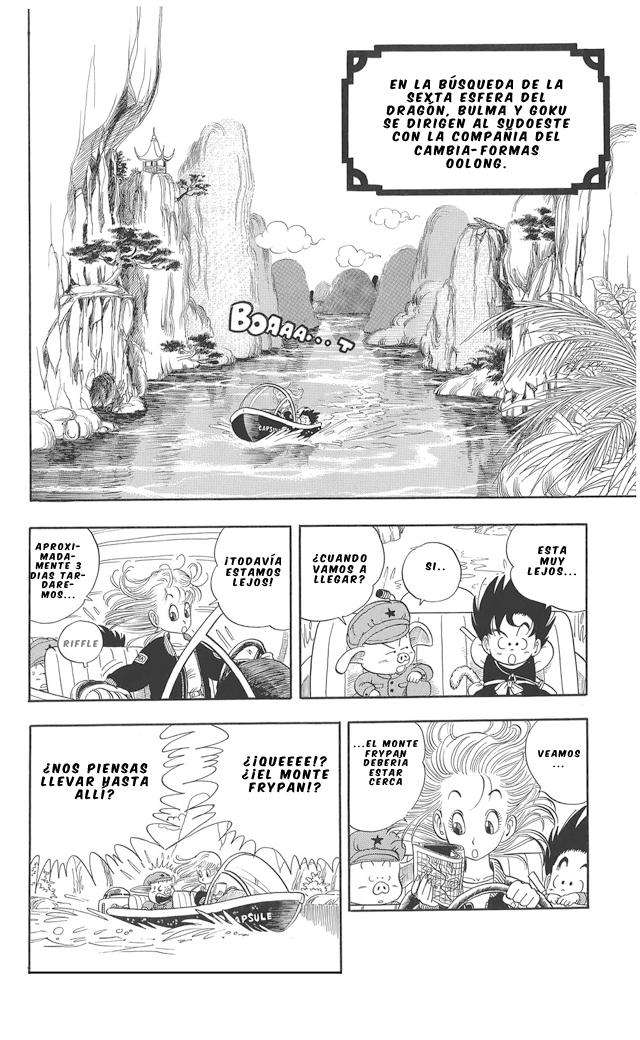 EN LA BÚSQUEDA DE LA
SEXTA ESFERA DEL
DRAGÓN, BULMA Y GOKU
SE DIRIGEN AL SUDOESTE
CON LA COMPAÑIA DEL
CAMBIA-FORMAS
OOLONG.
BOAAA... T
CAPSULE
ESTA
MUY
LEJOS...
SI..
¿CUANDO
VAMOS A
LLEGAR?
¡TODAVÍA
ESTAMOS
LEJOS!
APROXI-
MADA-
MENTE 3
DIAS TAR-
DARE-
MOS...
RIFFLE
VEAMOS
...
...EL MONTE
FRYPAN
DEBERIA
ESTAR
CERCA
¿¡QUEEEE!?
¿¡EL MONTE
FRYPAN!?
¿NOS PIENSAS
LLEVAR HASTA
ALLÍ?
CAPSULE